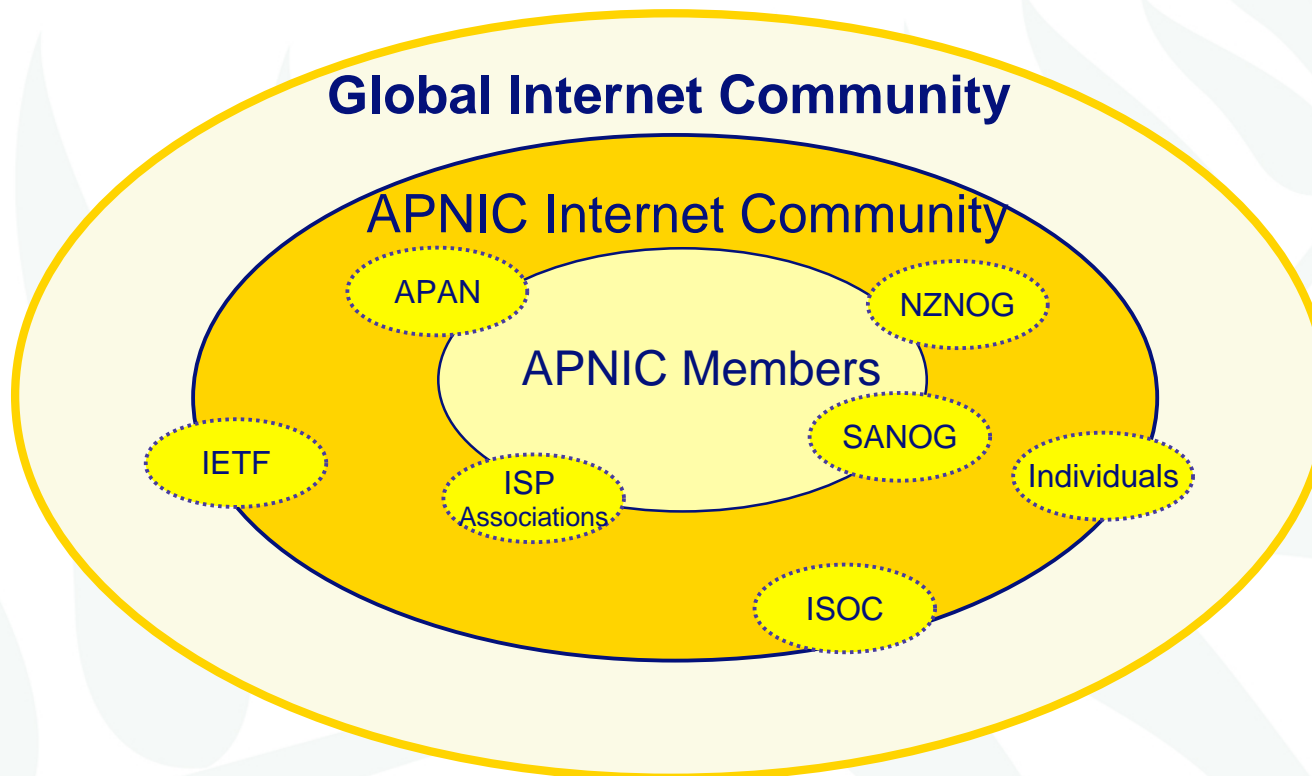 Global Internet Community
APNIC Internet Community
APAN
NZNOG
APNIC Members
SANOG
IETF
Individuals
ISP
Associations
ISOC